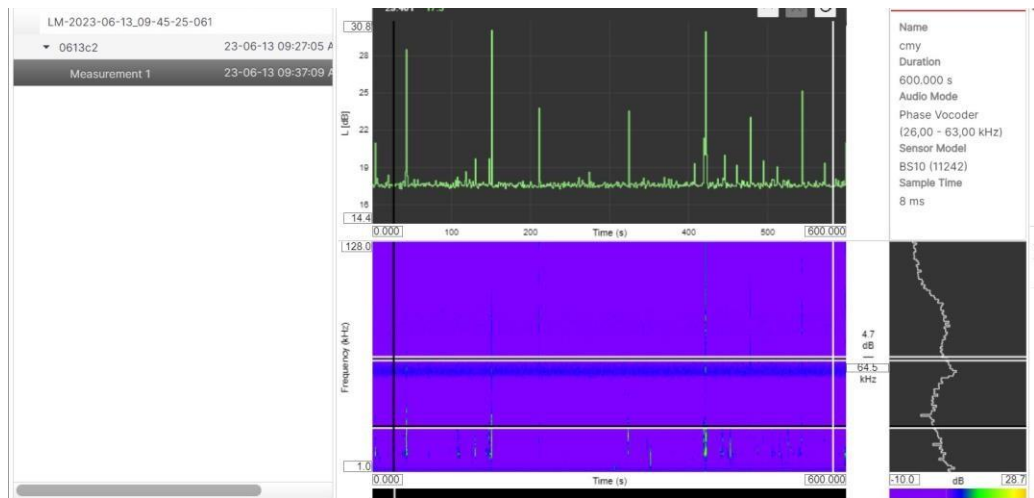 LM-2023-06-13_09-45-25-061
0613c2 23-06-13 09:27:05 A
Measurement 1 23-06-13 09:37:09 A
30.8
28
25
22
19
16
14.4
L [dB]
0.000 100 200 Time (s) 400 500 600.000
128.0
Frequency (kHz)
1.0
0.000 Time (s) 600.000
4.7
dB
64.5
kHz
-10.0 dB 28.7
Name
cmy
Duration
600.000 s
Audio Mode
Phase Vocoder
(26,00 - 63,00 kHz)
Sensor Model
BS10 (11242)
Sample Time
8 ms